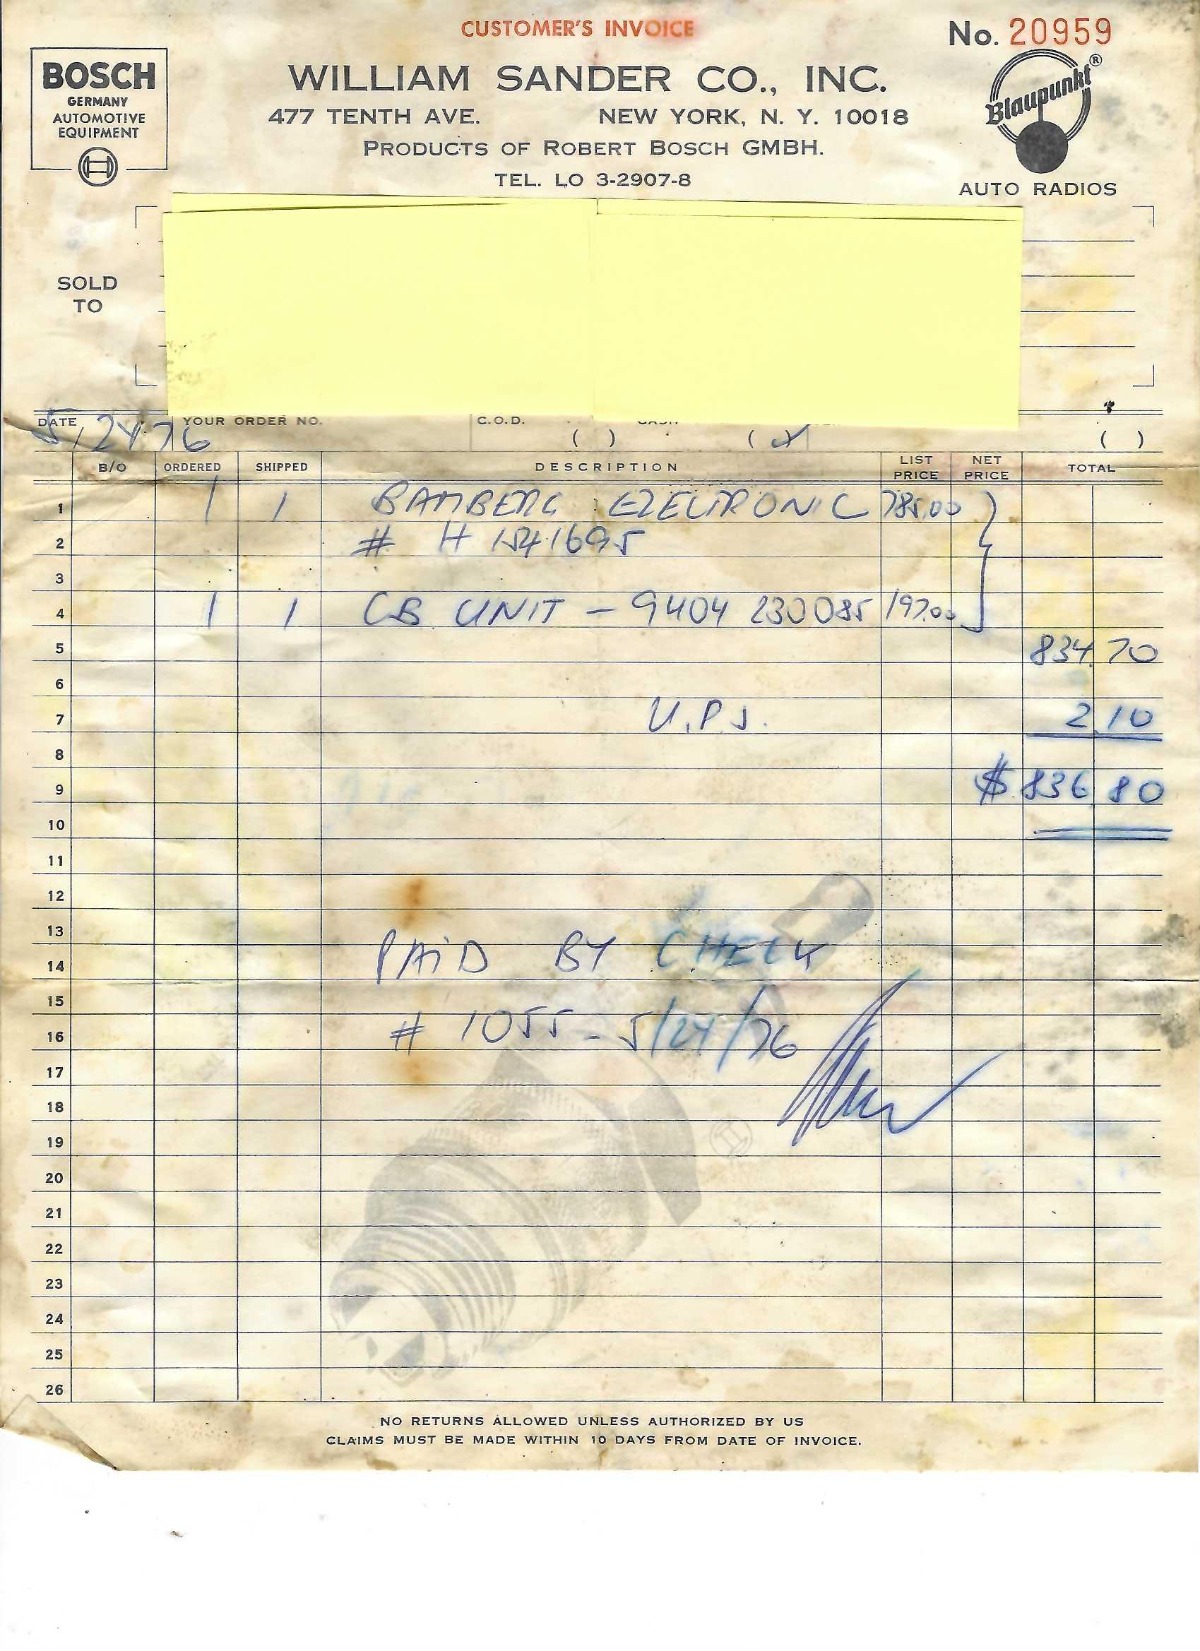 CUSTOMER'S INVOICE
No. 20959
BOSCH
GERMANY
AUTOMOTIVE
EQUIPMENT
WILLIAM SANDER CO., INC.
477 TENTH AVE. NEW YORK, N. Y. 10018
PRODUCTS OF ROBERT BOSCH GMBH.
TEL. LO 3-2907-8
Blaupunkt®
AUTO RADIOS
SOLD
TO
DATE YOUR ORDER NO. C.O.D.
5/24/76 ( ) ( ) ( )
B/O ORDERED SHIPPED DESCRIPTION LIST PRICE NET PRICE TOTAL
1 1 1 BAMBERG ELECTRONIC 785.00
2 # H 1541695
3
4 1 1 CB UNIT - 9404 230085 197.00
5 834.70
6
7 U.P.S. 2.10
8
9 $ 836.80
10
11
12
13
14 PAID BY CHECK
15
16 # 1055 - 5/24/76
17
18
19
20
21
22
23
24
25
26
NO RETURNS ALLOWED UNLESS AUTHORIZED BY US
CLAIMS MUST BE MADE WITHIN 10 DAYS FROM DATE OF INVOICE.